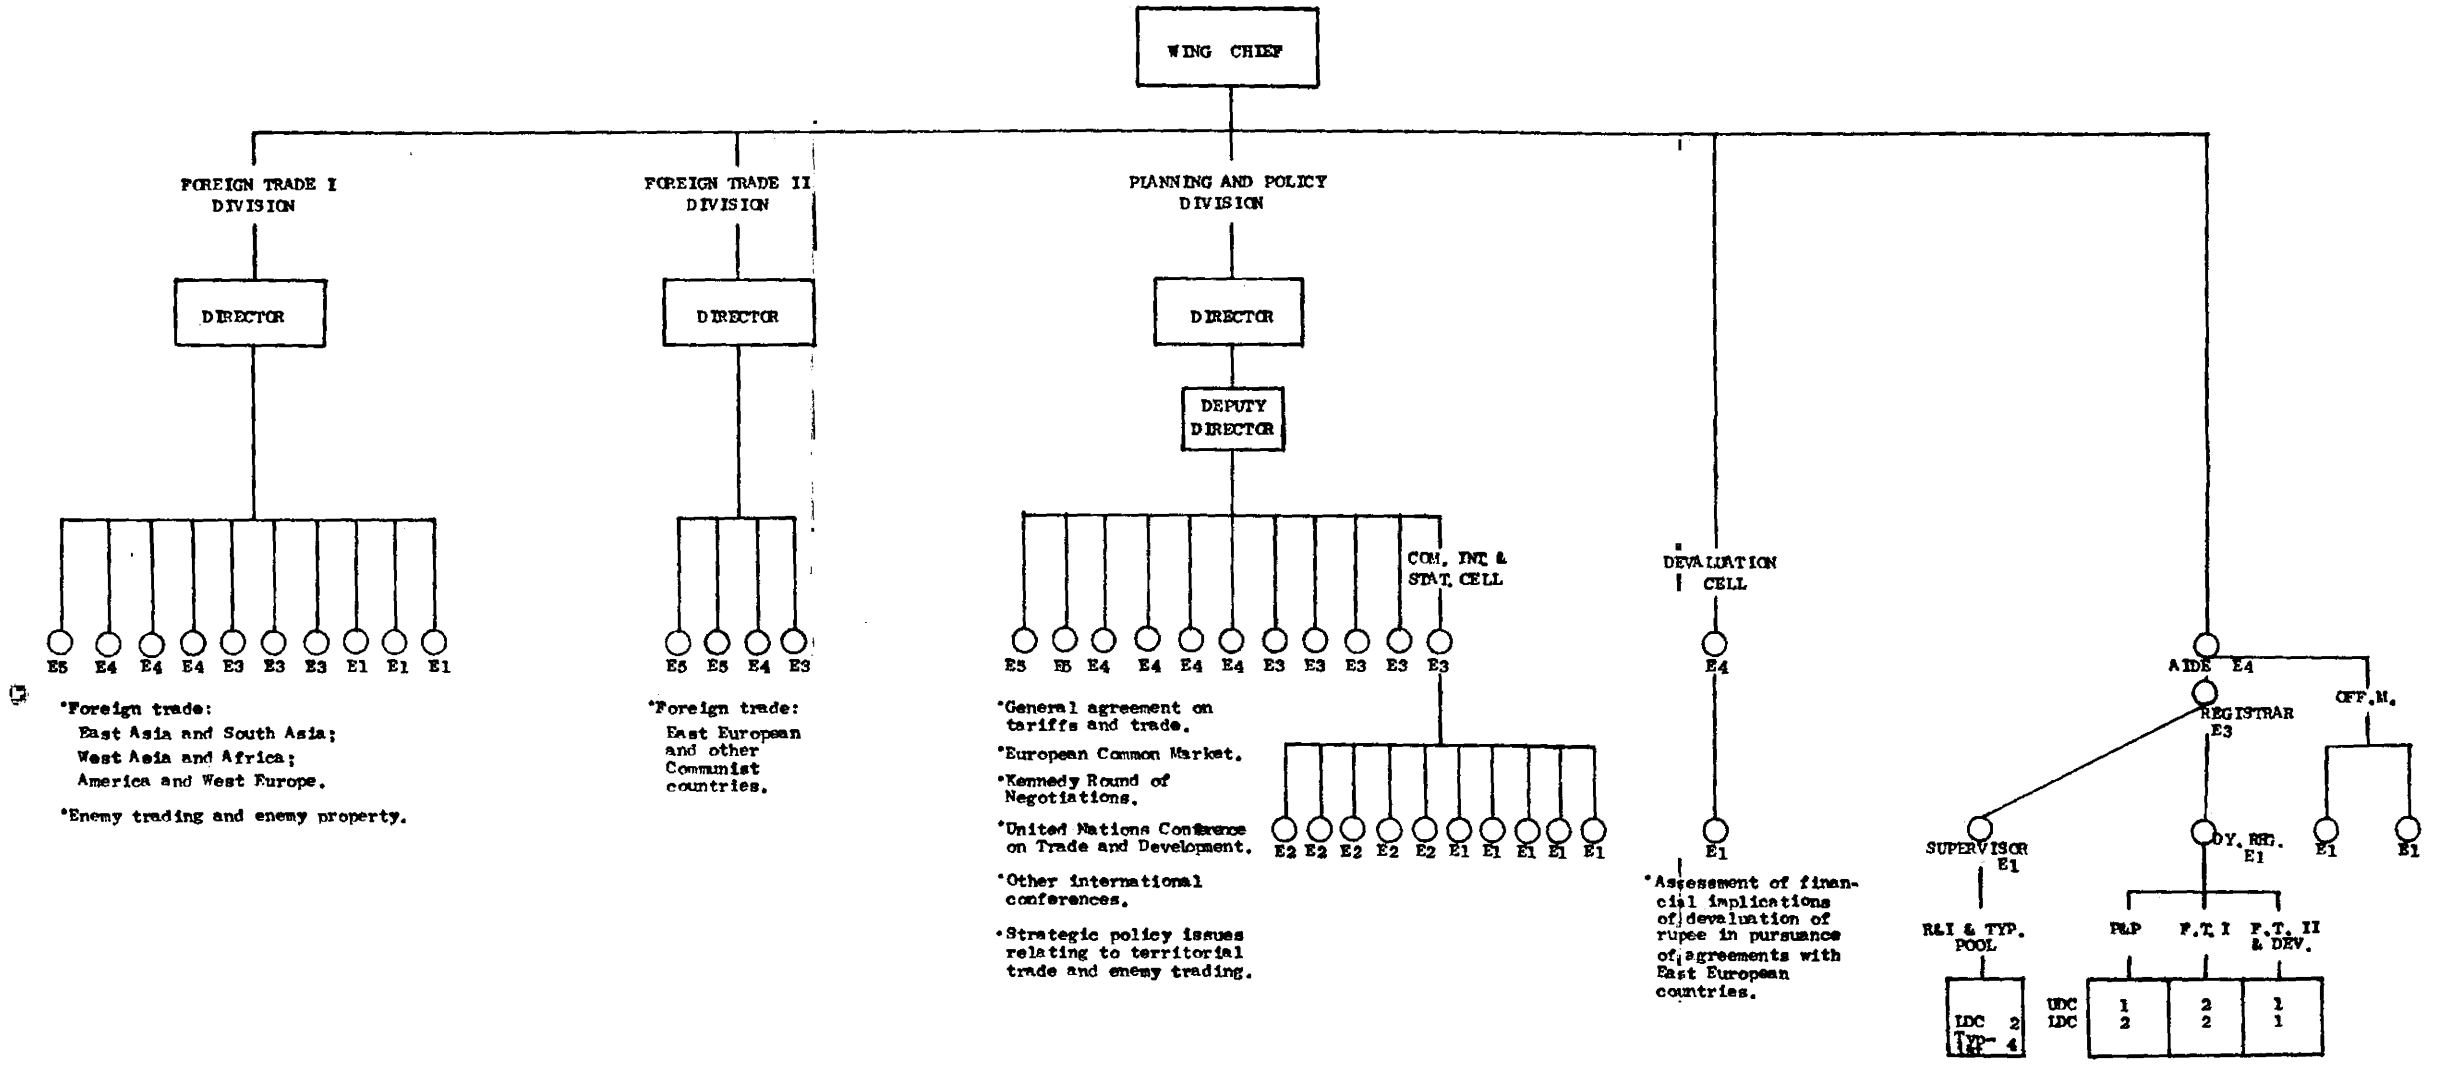 WING CHIEF
FOREIGN TRADE I
DIVISION
FOREIGN TRADE II
DIVISION
PLANNING AND POLICY
DIVISION
DIRECTOR
DIRECTOR
DIRECTOR
DEPUTY
DIRECTOR
COM. INT &
STAT. CELL
DEVALUATION
CELL
E5 E4 E4 E4 E3 E3 E3 E1 E1 E1
E5 E5 E4 E3
E5 E5 E4 E4 E4 E4 E3 E3 E3 E3 E3
E4
AIDE E4
OFF.M.
REGISTRAR
E3
*Foreign trade:
East Asia and South Asia;
West Asia and Africa;
America and West Europe.
*Enemy trading and enemy property.
*Foreign trade:
East European
and other
Communist
countries.
*General agreement on
tariffs and trade.
*European Common Market.
*Kennedy Round of
Negotiations.
*United Nations Conference
on Trade and Development.
*Other international
conferences.
*Strategic policy issues
relating to territorial
trade and enemy trading.
E2 E2 E2 E2 E2 E1 E1 E1 E1 E1
E1
*Assessment of finan-
cial implications
of devaluation of
rupee in pursuance
of agreements with
East European
countries.
SUPERVISOR
E1
DY. REG.
E1
E1 E1
R&I & TYP.
POOL
P&P F.T. I F.T. II
& DEV.
LDC 2
Typ- 4
UDC 1 2 1
LDC 2 2 1